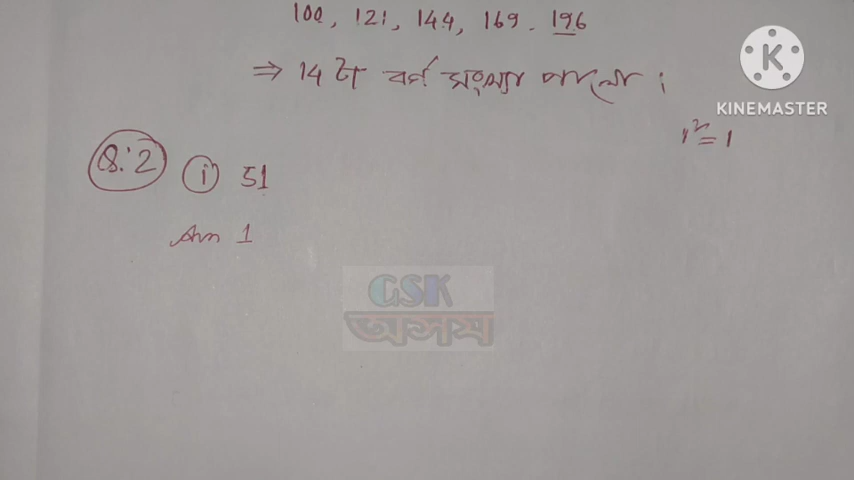 100, 121, 144, 169. 196
⇒ 14 টা বৰ্গ সংখ্যা পালো।
KINEMASTER
1² = 1
Q:2 (i) 51
Ans 1
GSK
অসম